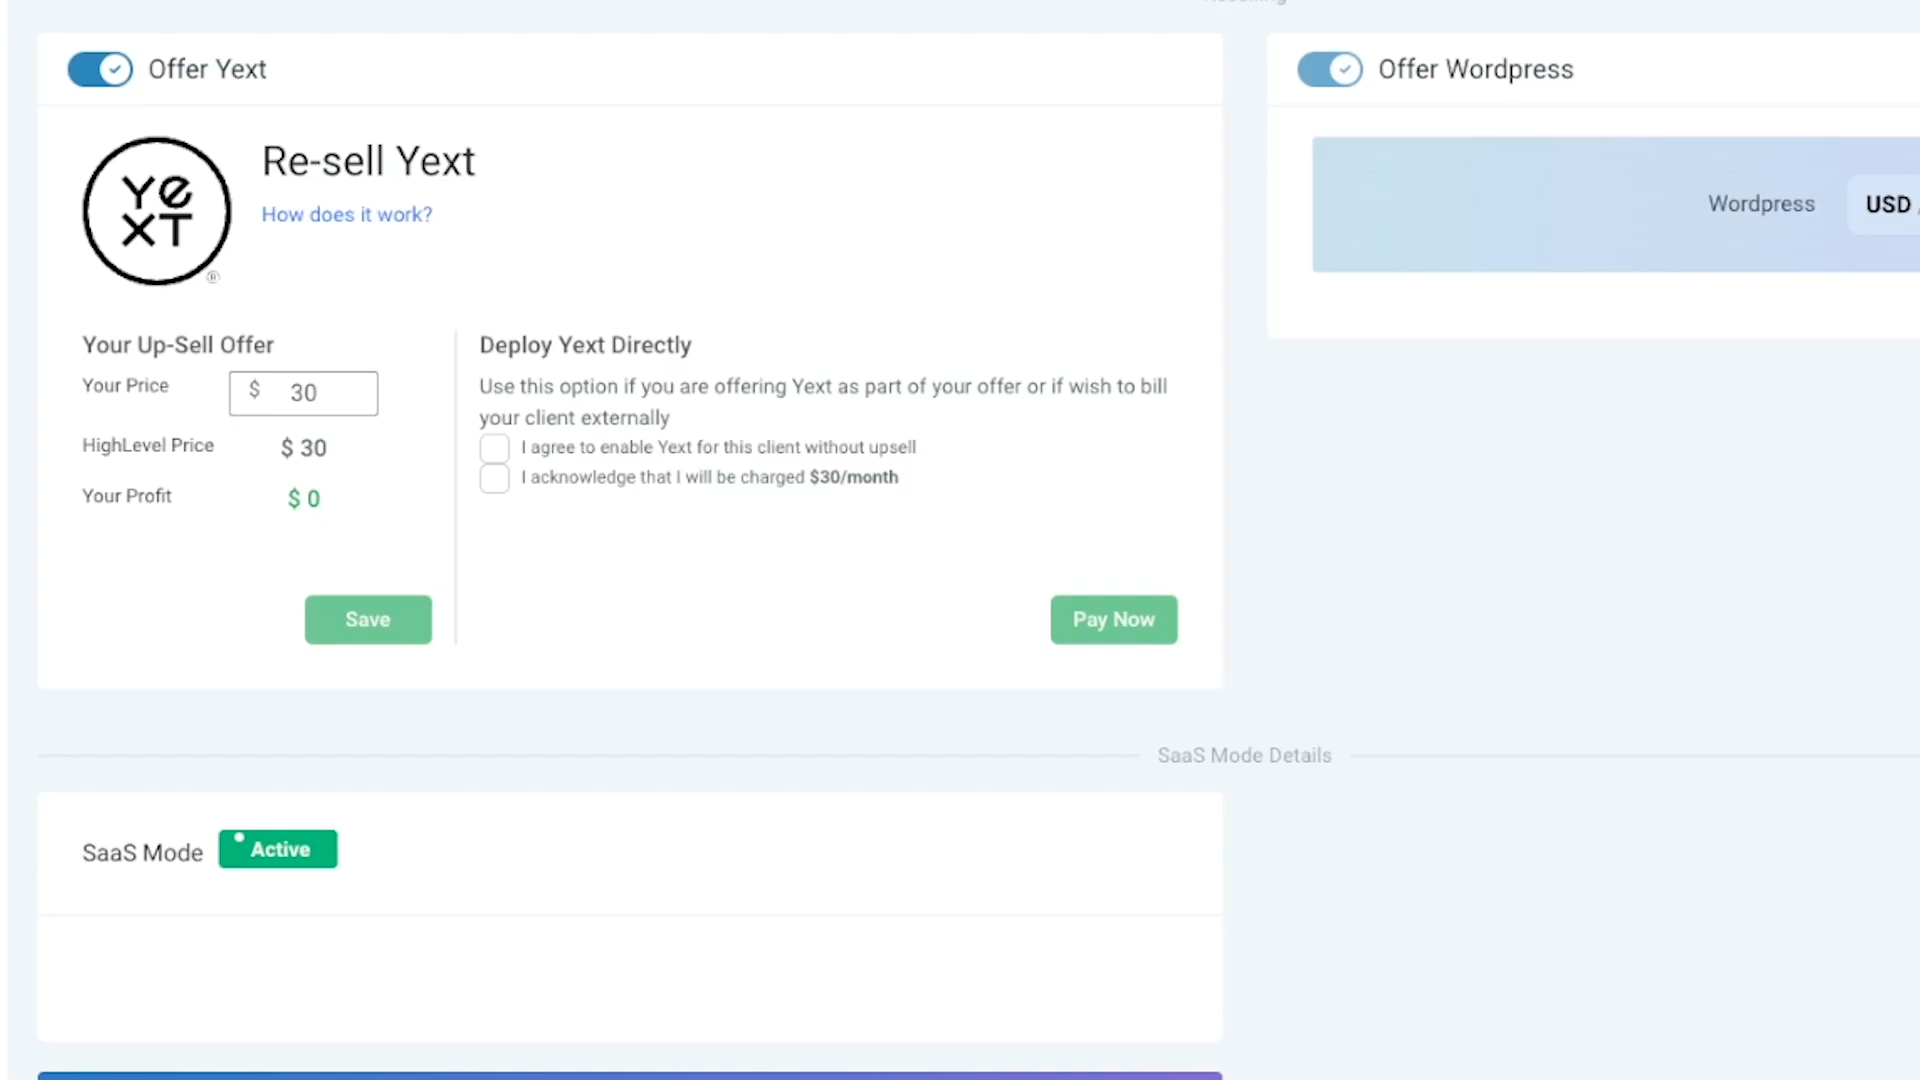 Offer Yext
Offer Wordpress
YEXT
®
Re-sell Yext
How does it work?
Wordpress
USD
Your Up-Sell Offer
Your Price
$ 30
HighLevel Price
$ 30
Your Profit
$ 0
Save
Deploy Yext Directly
Use this option if you are offering Yext as part of your offer or if wish to bill
your client externally
I agree to enable Yext for this client without upsell
I acknowledge that I will be charged $30/month
Pay Now
SaaS Mode Details
SaaS Mode
Active